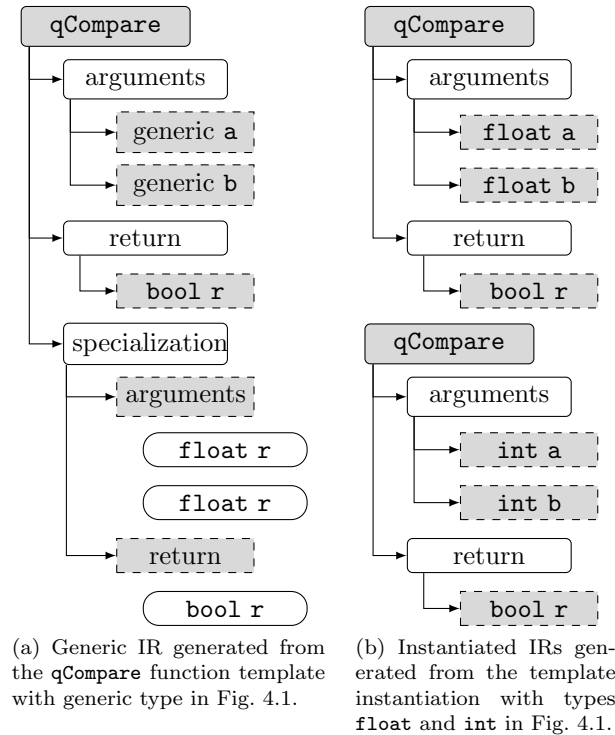 qCompare
arguments
generic a
generic b
return
bool r
specialization
arguments
float r
float r
return
bool r
(a) Generic IR generated from
the qCompare function template
with generic type in Fig. 4.1.
qCompare
arguments
float a
float b
return
bool r
qCompare
arguments
int a
int b
return
bool r
(b) Instantiated IRs gen-
erated from the template
instantiation with types
float and int in Fig. 4.1.